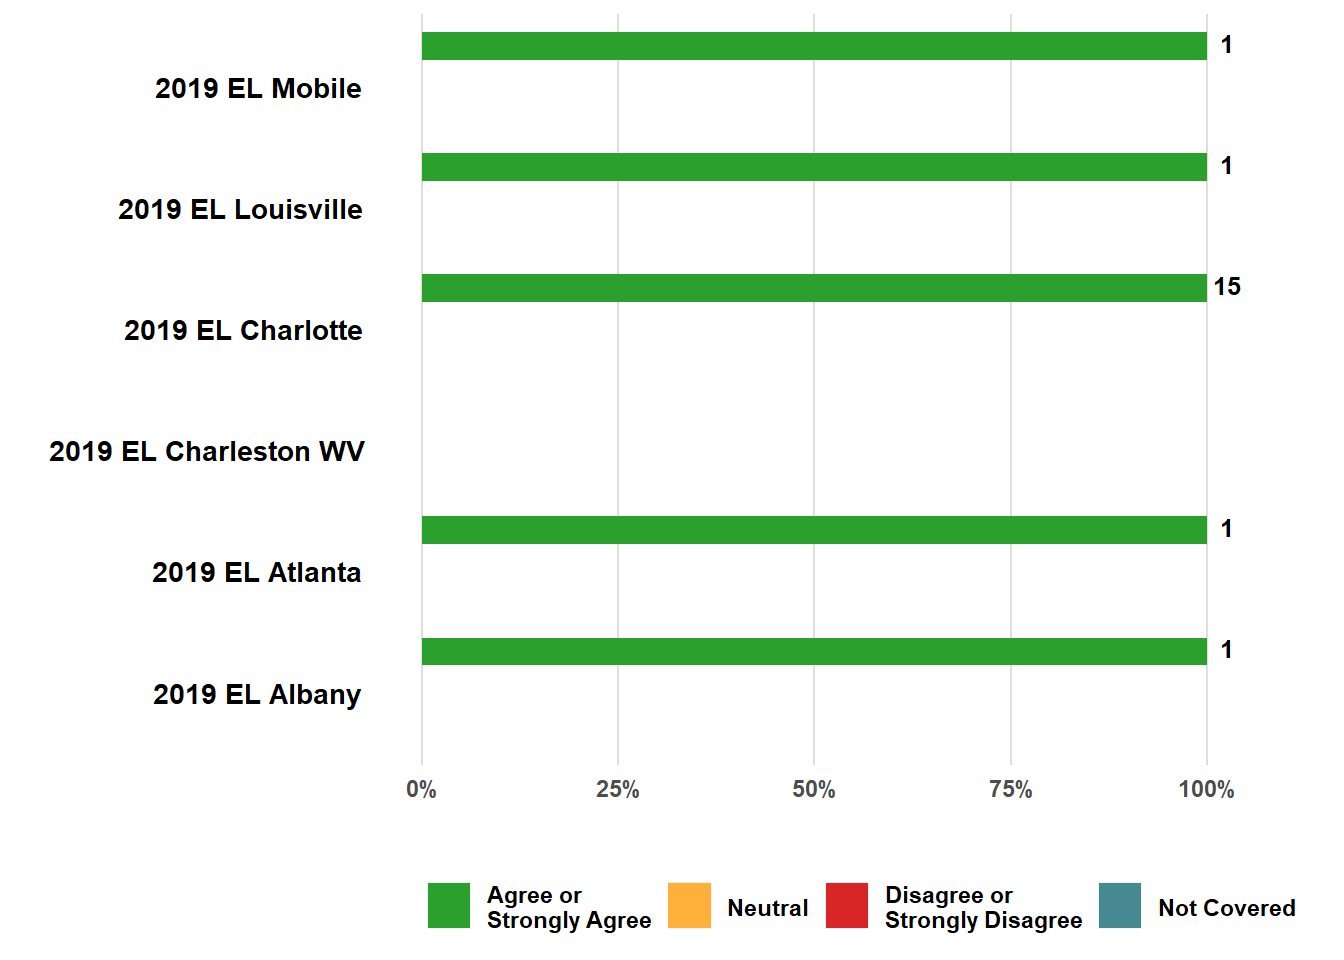 1
2019 EL Mobile
1
2019 EL Louisville
15
2019 EL Charlotte
2019 EL Charleston WV
1
2019 EL Atlanta
1
2019 EL Albany
0% 25% 50% 75% 100%
Agree or
Strongly Agree
Neutral
Disagree or
Strongly Disagree
Not Covered